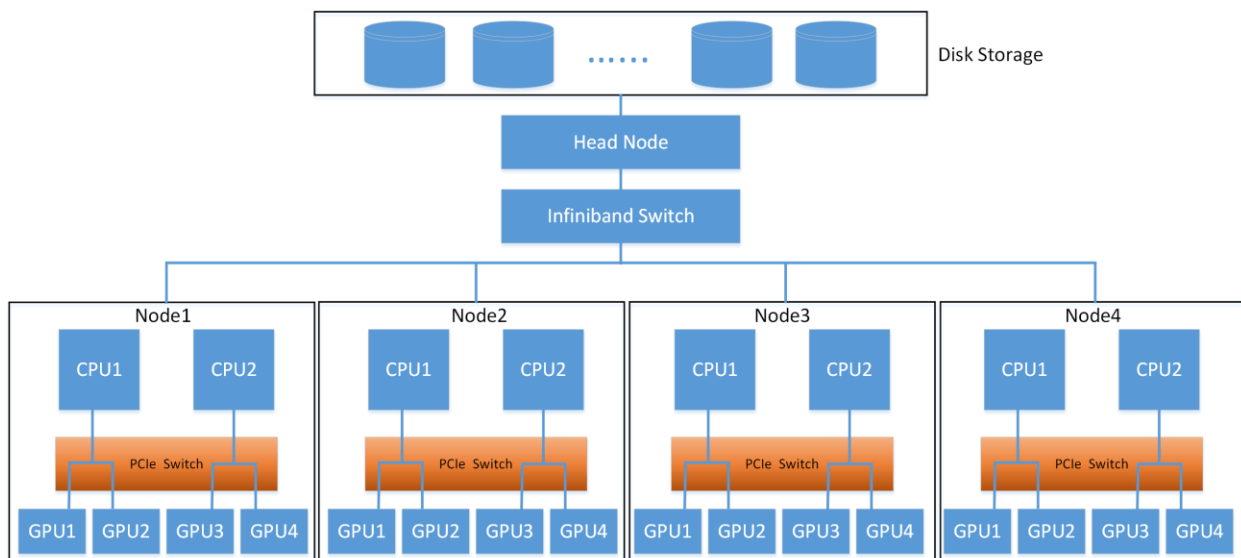 Disk Storage
......
Head Node
Infiniband Switch
Node1
CPU1 CPU2
PCIe Switch
GPU1 GPU2 GPU3 GPU4
Node2
CPU1 CPU2
PCIe Switch
GPU1 GPU2 GPU3 GPU4
Node3
CPU1 CPU2
PCIe Switch
GPU1 GPU2 GPU3 GPU4
Node4
CPU1 CPU2
PCIe Switch
GPU1 GPU2 GPU3 GPU4